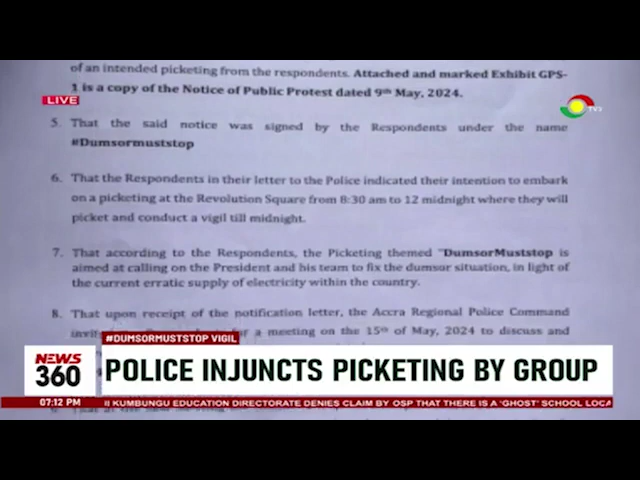 of an intended picketing from the respondents. Attached and marked Exhibit GPS-
1 is a copy of the Notice of Public Protest dated 9th May, 2024.
LIVE
TV3
5. That the said notice was signed by the Respondents under the name
#Dumsormuststop
6. That the Respondents in their letter to the Police indicated their intention to embark
on a picketing at the Revolution Square from 8:30 am to 12 midnight where they will
picket and conduct a vigil till midnight.
7. That according to the Respondents, the Picketing themed "DumsorMuststop is
aimed at calling on the President and his team to fix the dumsor situation, in light of
the current erratic supply of electricity within the country.
8. That upon receipt of the notification letter, the Accra Regional Police Command
for a meeting on the 15th of May, 2024 to discuss and
#DUMSORMUSTSTOP VIGIL
NEWS
360
POLICE INJUNCTS PICKETING BY GROUP
07:12 PM
KUMBUNGU EDUCATION DIRECTORATE DENIES CLAIM BY OSP THAT THERE IS A 'GHOST' SCHOOL LOCA